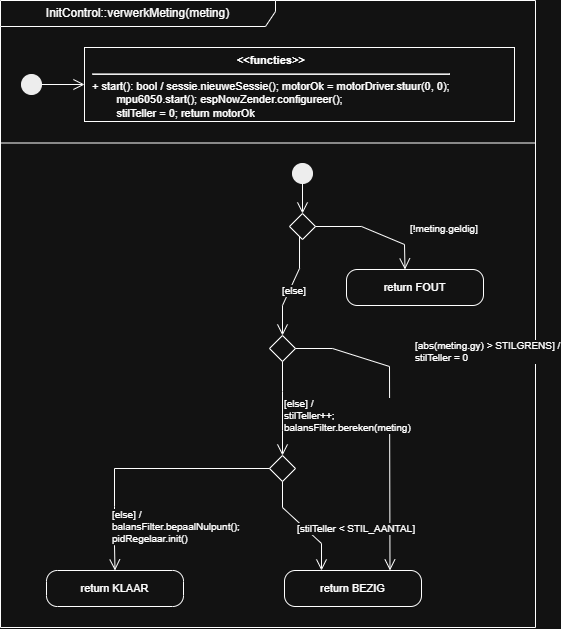 InitControl::verwerkMeting(meting)
<<functies>>
+ start(): bool / sessie.nieuweSessie(); motorOk = motorDriver.stuur(0, 0);
mpu6050.start(); espNowZender.configureer();
stilTeller = 0; return motorOk
[!meting.geldig]
return FOUT
[else]
[abs(meting.gy) > STILGRENS] /
stilTeller = 0
[else] /
stilTeller++;
balansFilter.bereken(meting)
[else] /
balansFilter.bepaalNulpunt();
pidRegelaar.init()
[stilTeller < STIL_AANTAL]
return KLAAR
return BEZIG